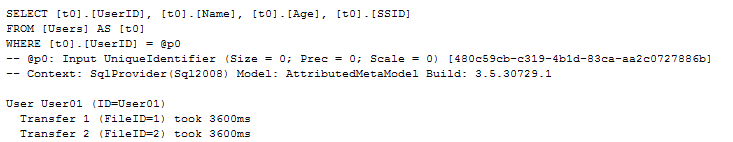 SELECT [t0].[UserID], [t0].[Name], [t0].[Age], [t0].[SSID]
FROM [Users] AS [t0]
WHERE [t0].[UserID] = @p0
-- @p0: Input UniqueIdentifier (Size = 0; Prec = 0; Scale = 0) [480c59cb-c319-4b1d-83ca-aa2c0727886b]
-- Context: SqlProvider(Sql2008) Model: AttributedMetaModel Build: 3.5.30729.1
User User01 (ID=User01)
Transfer 1 (FileID=1) took 3600ms
Transfer 2 (FileID=2) took 3600ms